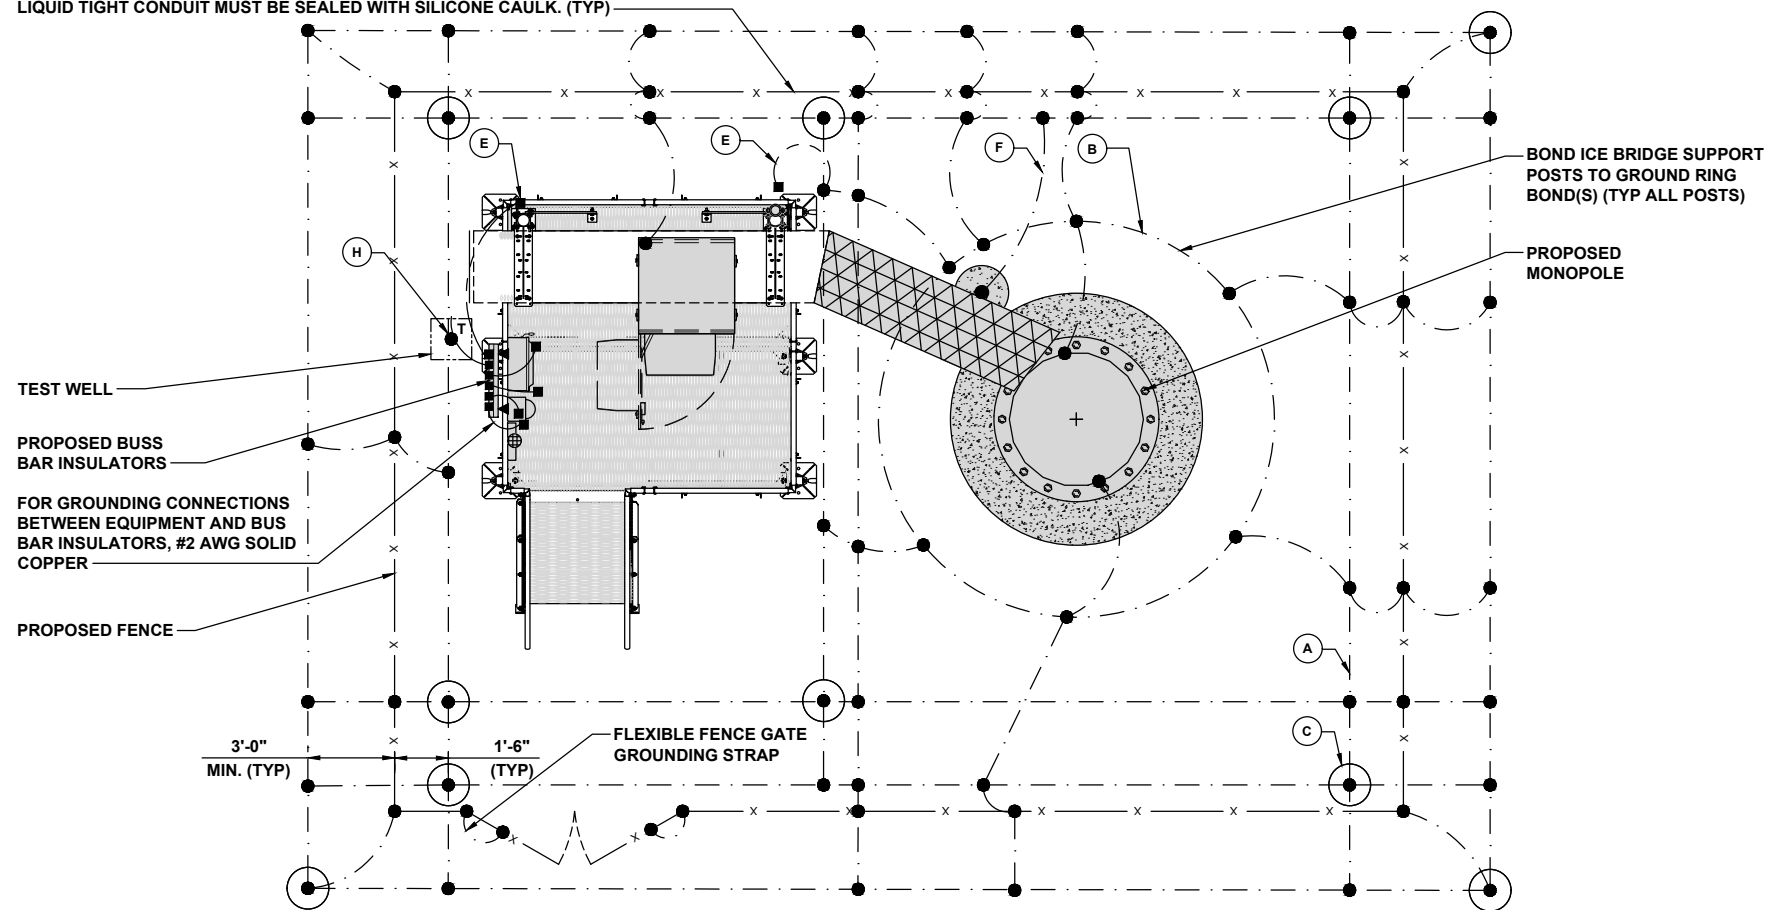 LIQUID TIGHT CONDUIT MUST BE SEALED WITH SILICONE CAULK. (TYP)
E
E
F
B
BOND ICE BRIDGE SUPPORT
POSTS TO GROUND RING
BOND(S) (TYP ALL POSTS)
H
PROPOSED
MONOPOLE
T
TEST WELL
PROPOSED BUSS
BAR INSULATORS
FOR GROUNDING CONNECTIONS
BETWEEN EQUIPMENT AND BUS
BAR INSULATORS, #2 AWG SOLID
COPPER
PROPOSED FENCE
A
C
3'-0"
MIN. (TYP)
1'-6"
(TYP)
FLEXIBLE FENCE GATE
GROUNDING STRAP